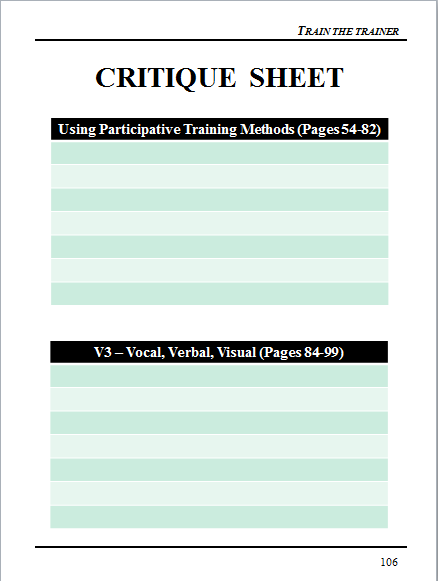 TRAIN THE TRAINER
CRITIQUE SHEET
Using Participative Training Methods (Pages 54-82)
V3 – Vocal, Verbal, Visual (Pages 84-99)
106